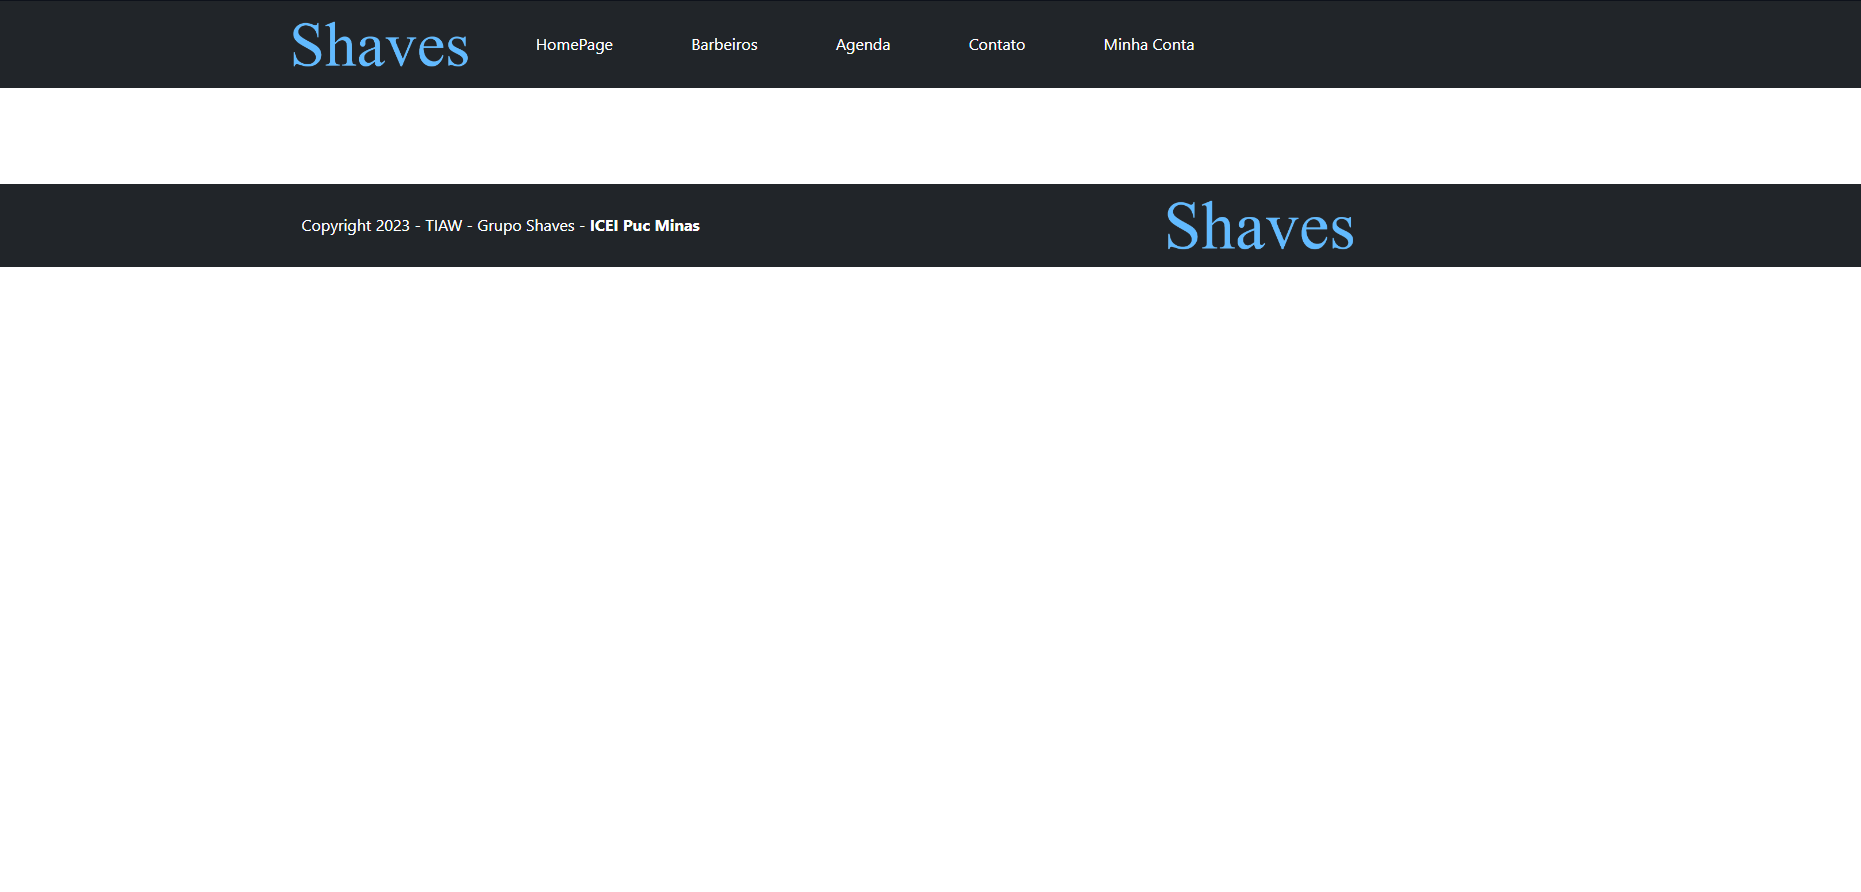 Shaves HomePage Barbeiros Agenda Contato Minha Conta
Copyright 2023 - TIAW - Grupo Shaves - ICEI Puc Minas Shaves